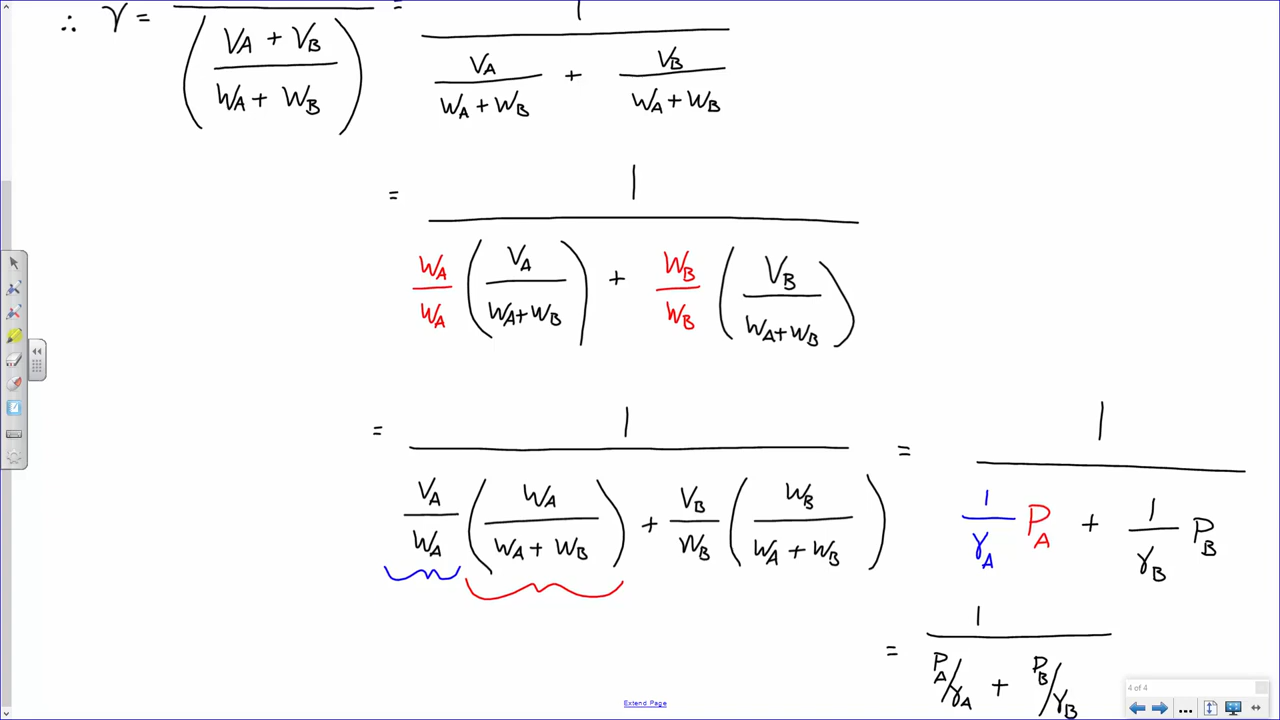 ∴ γ = 1/((V_A + V_B)/(W_A + W_B)) = 1/(V_A/(W_A + W_B) + V_B/(W_A + W_B))
= 1/((W_A/W_A)(V_A/(W_A+W_B)) + (W_B/W_B)(V_B/(W_A+W_B)))
= 1/((V_A/W_A)(W_A/(W_A + W_B)) + (V_B/W_B)(W_B/(W_A + W_B))) = 1/((1/γ_A) P_A + (1/γ_B) P_B)
= 1/(P_A/γ_A + P_B/γ_B)
4 of 4
Extend Page